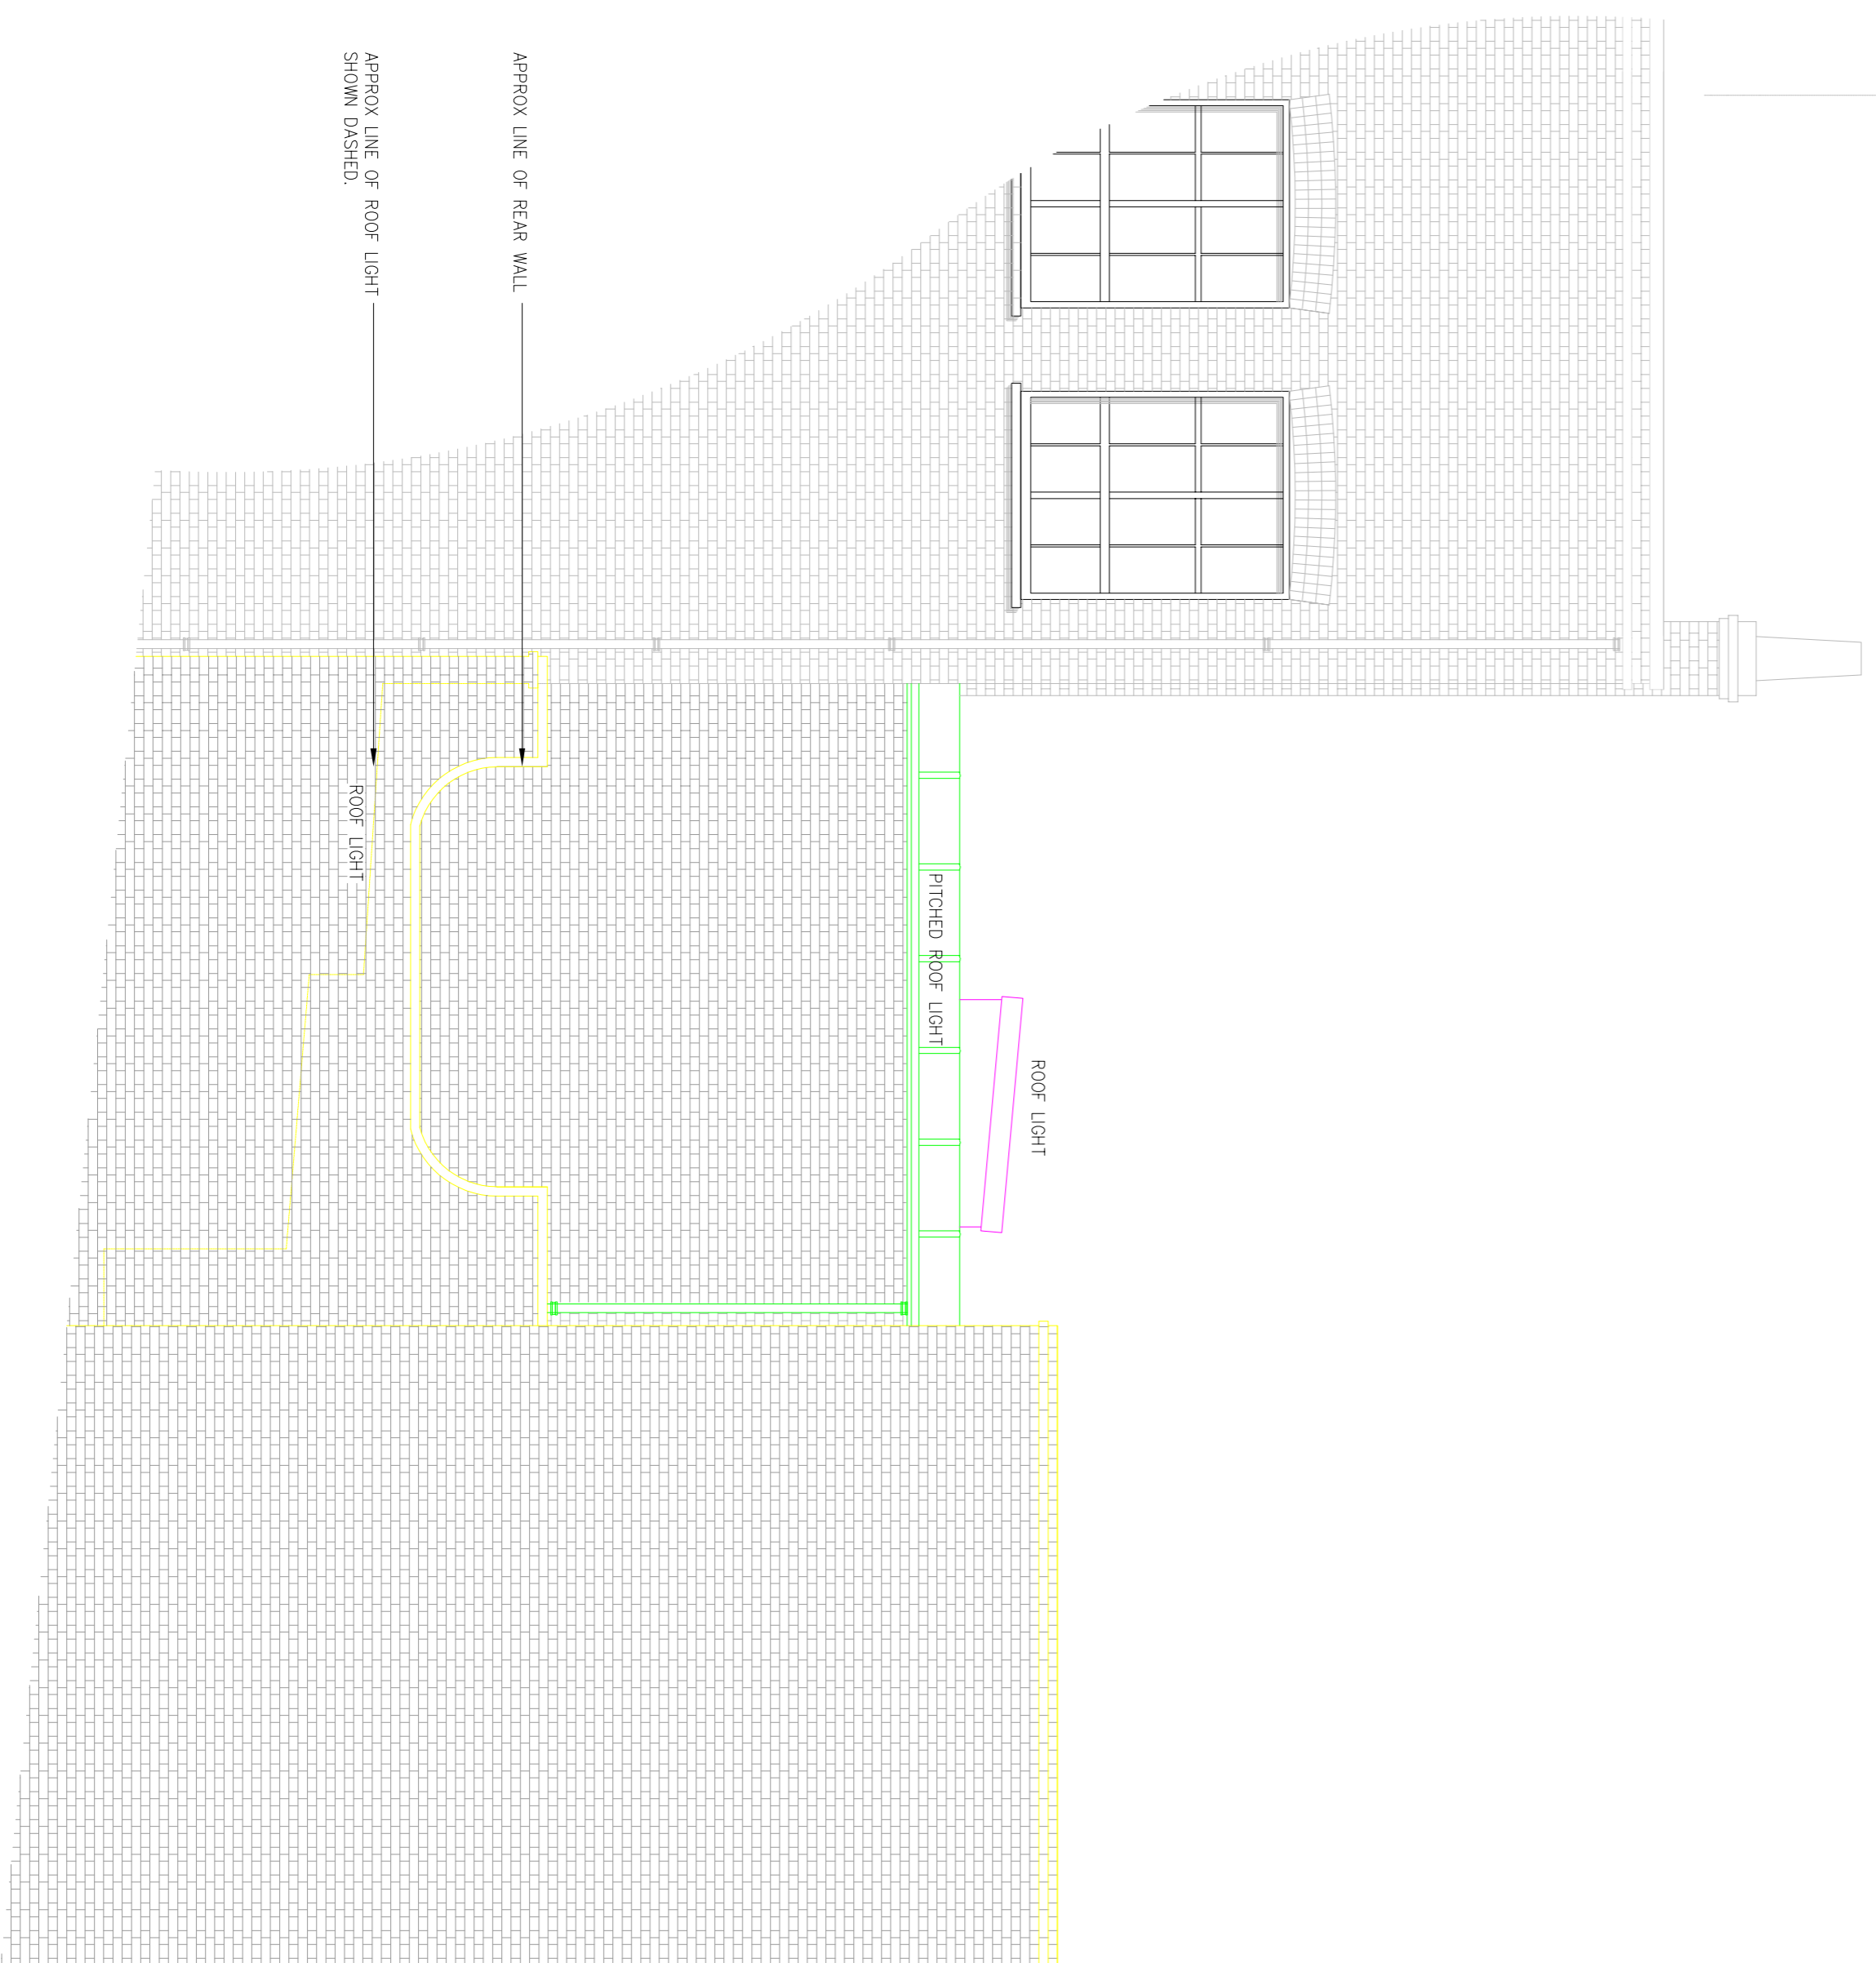 ROOF LIGHT
PITCHED ROOF LIGHT
APPROX LINE OF REAR WALL
APPROX LINE OF ROOF LIGHT
SHOWN DASHED.
ROOF LIGHT